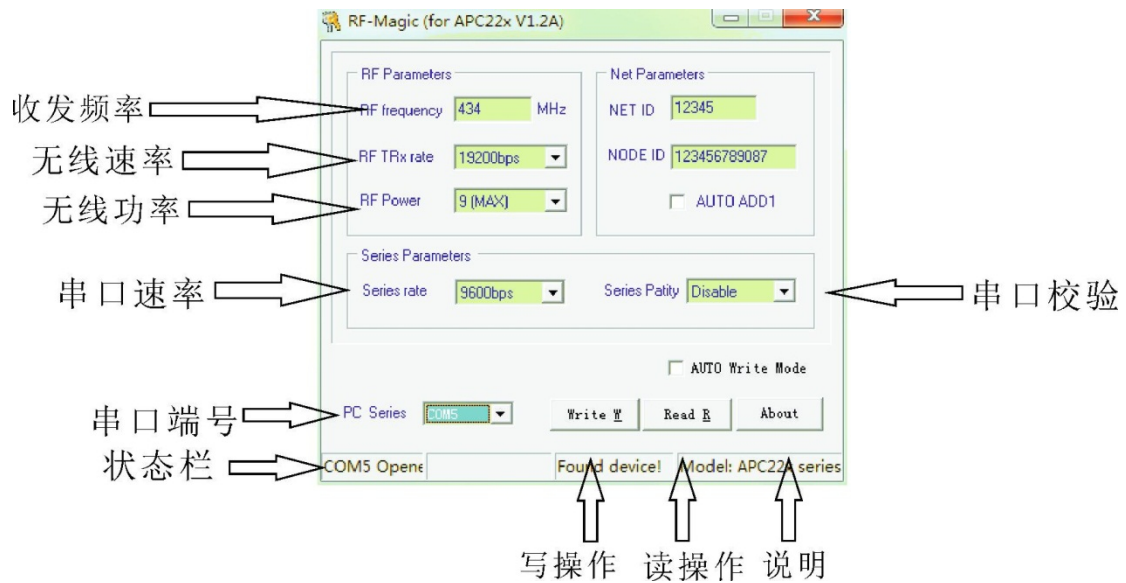 RF-Magic (for APC22x V1.2A)
RF Parameters
Net Parameters
收发频率
RF frequency 434 MHz
NET ID 12345
无线速率
RF TRx rate 19200bps
NODE ID 123456789087
无线功率
RF Power 9 (MAX)
AUTO ADD1
Series Parameters
串口速率
Series rate 9600bps
Series Patity Disable
串口校验
AUTO Write Mode
串口端号
PC Series COM5
Write W
Read R
About
状态栏
COM5 Opene
Found device!
Model: APC22x series
写操作 读操作 说明